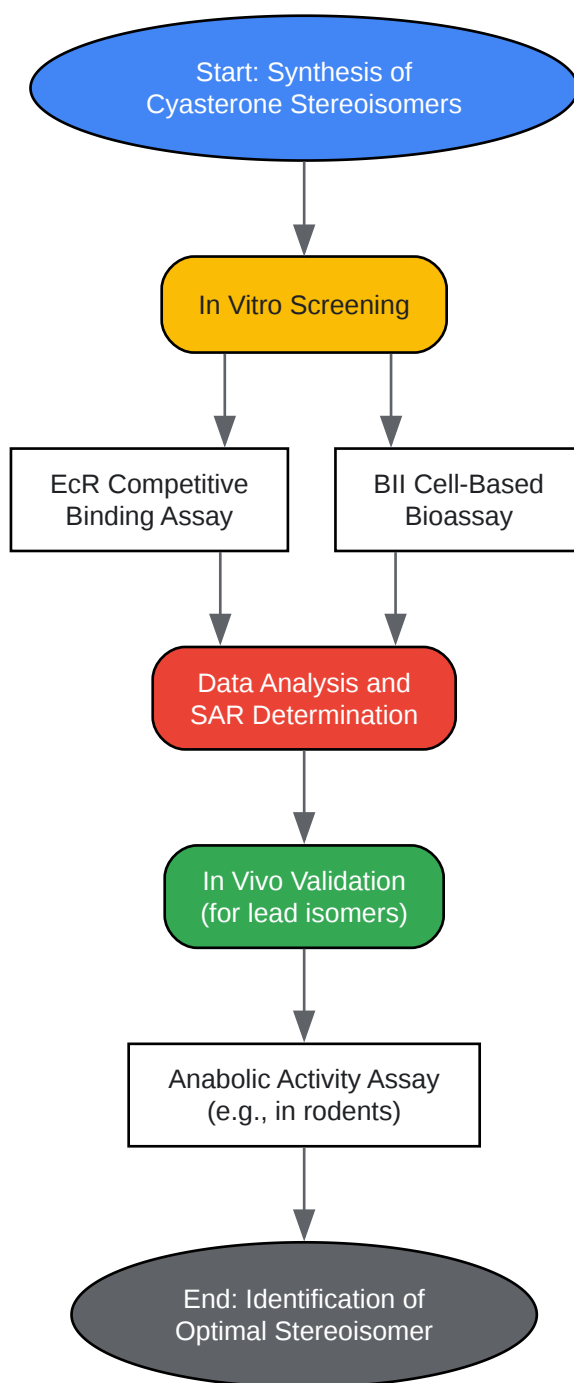 Start: Synthesis of
Cyasterone Stereoisomers
In Vitro Screening
EcR Competitive
Binding Assay
BII Cell-Based
Bioassay
Data Analysis and
SAR Determination
In Vivo Validation
(for lead isomers)
Anabolic Activity Assay
(e.g., in rodents)
End: Identification of
Optimal Stereoisomer